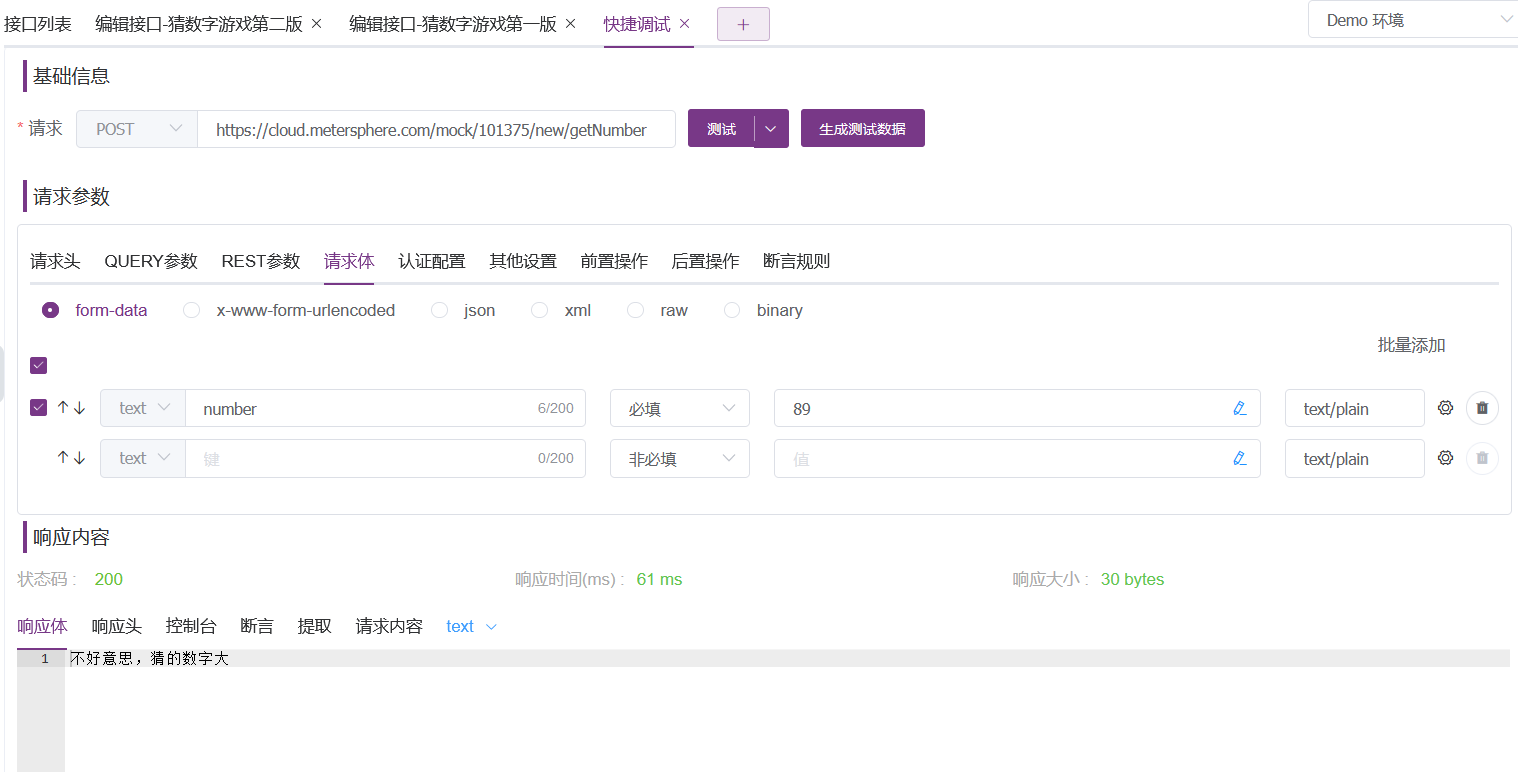 接口列表 编辑接口-猜数字游戏第二版 × 编辑接口-猜数字游戏第一版 × 快捷调试 × + Demo 环境
基础信息
* 请求 POST https://cloud.metersphere.com/mock/101375/new/getNumber 测试 生成测试数据
请求参数
请求头 QUERY参数 REST参数 请求体 认证配置 其他设置 前置操作 后置操作 断言规则
form-data x-www-form-urlencoded json xml raw binary
批量添加
↑↓ text number 6/200 必填 89 text/plain
↑↓ text 键 0/200 非必填 值 text/plain
响应内容
状态码 : 200 响应时间(ms) : 61 ms 响应大小 : 30 bytes
响应体 响应头 控制台 断言 提取 请求内容 text
1 不好意思，猜的数字大